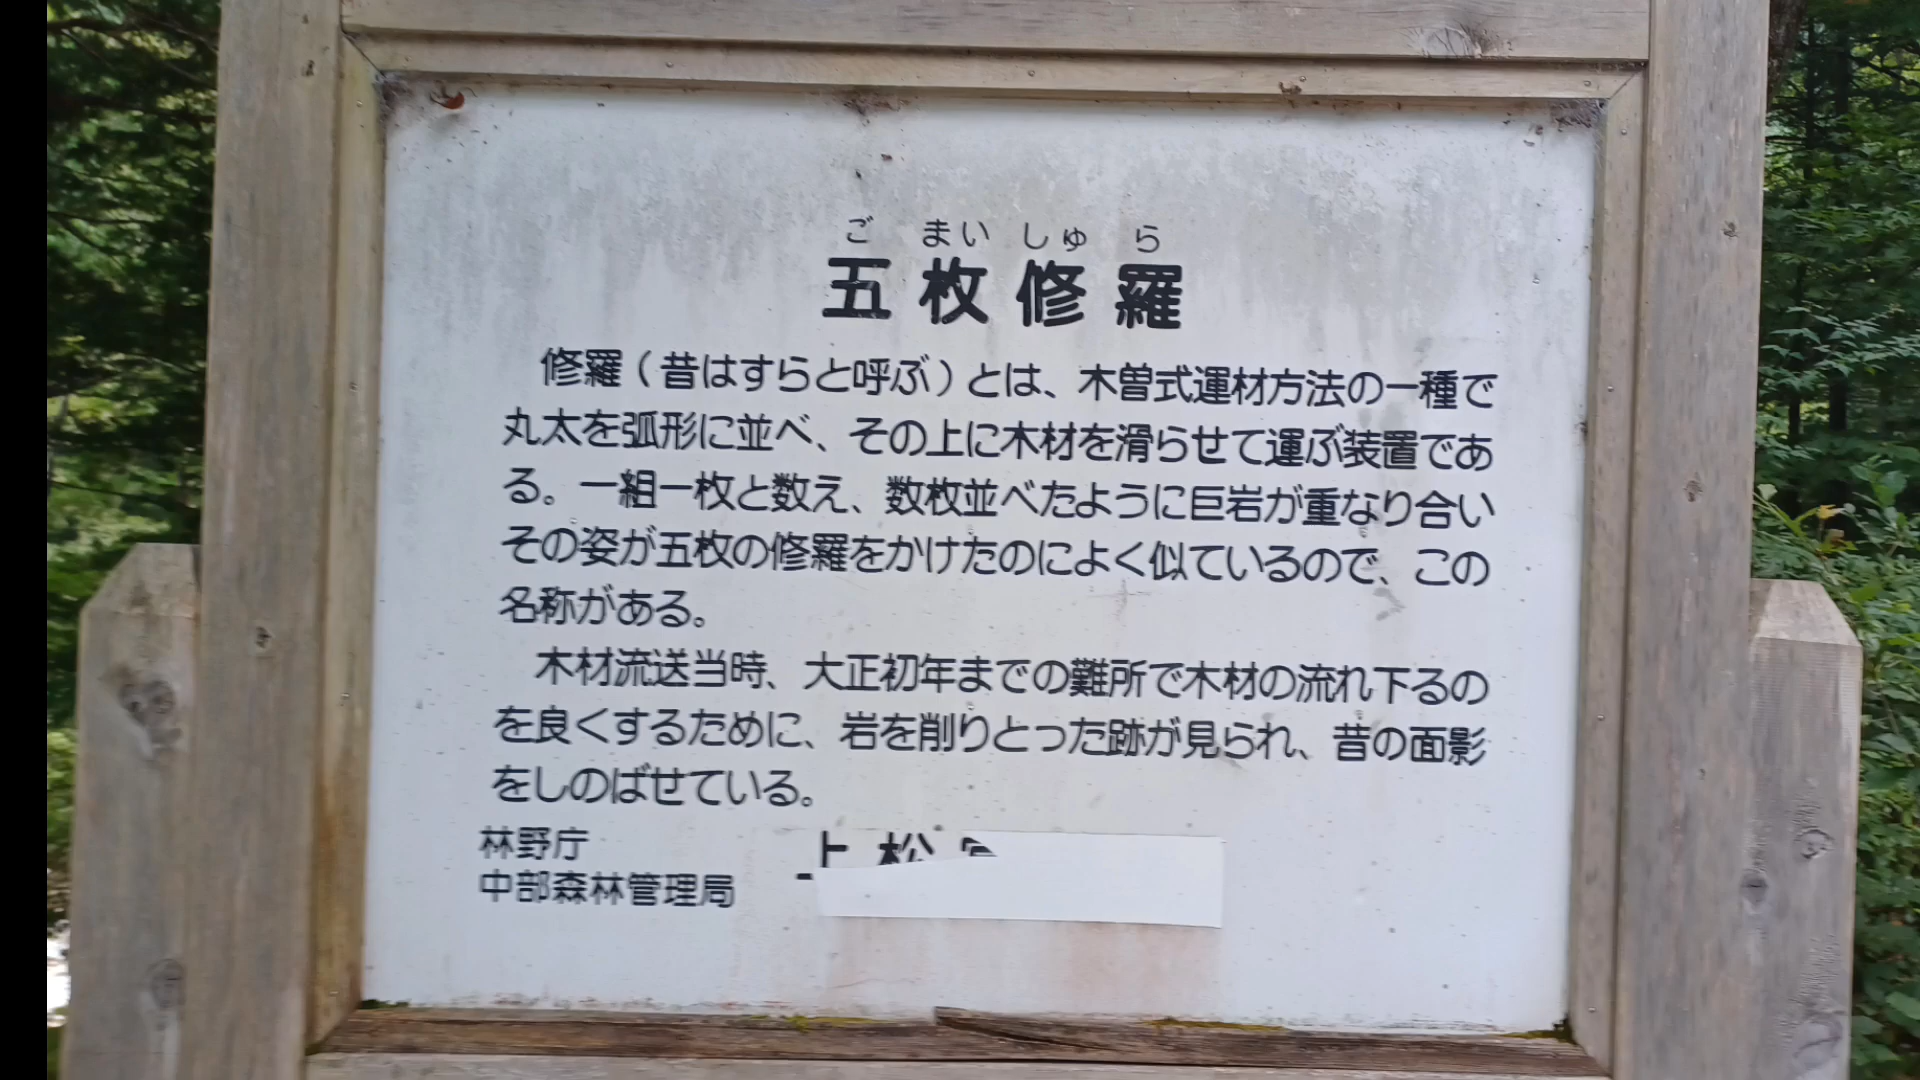 ご まい しゅ ら
五枚修羅
修羅（昔はすらと呼ぶ）とは、木曽式運材方法の一種で
丸太を弧形に並べ、その上に木材を滑らせて運ぶ装置であ
る。一組一枚と数え、数枚並べたように巨岩が重なり合い
その姿が五枚の修羅をかけたのによく似ているので、この
名称がある。
木材流送当時、大正初年までの難所で木材の流れ下るの
を良くするために、岩を削りとった跡が見られ、昔の面影
をしのばせている。
林野庁
中部森林管理局
上松